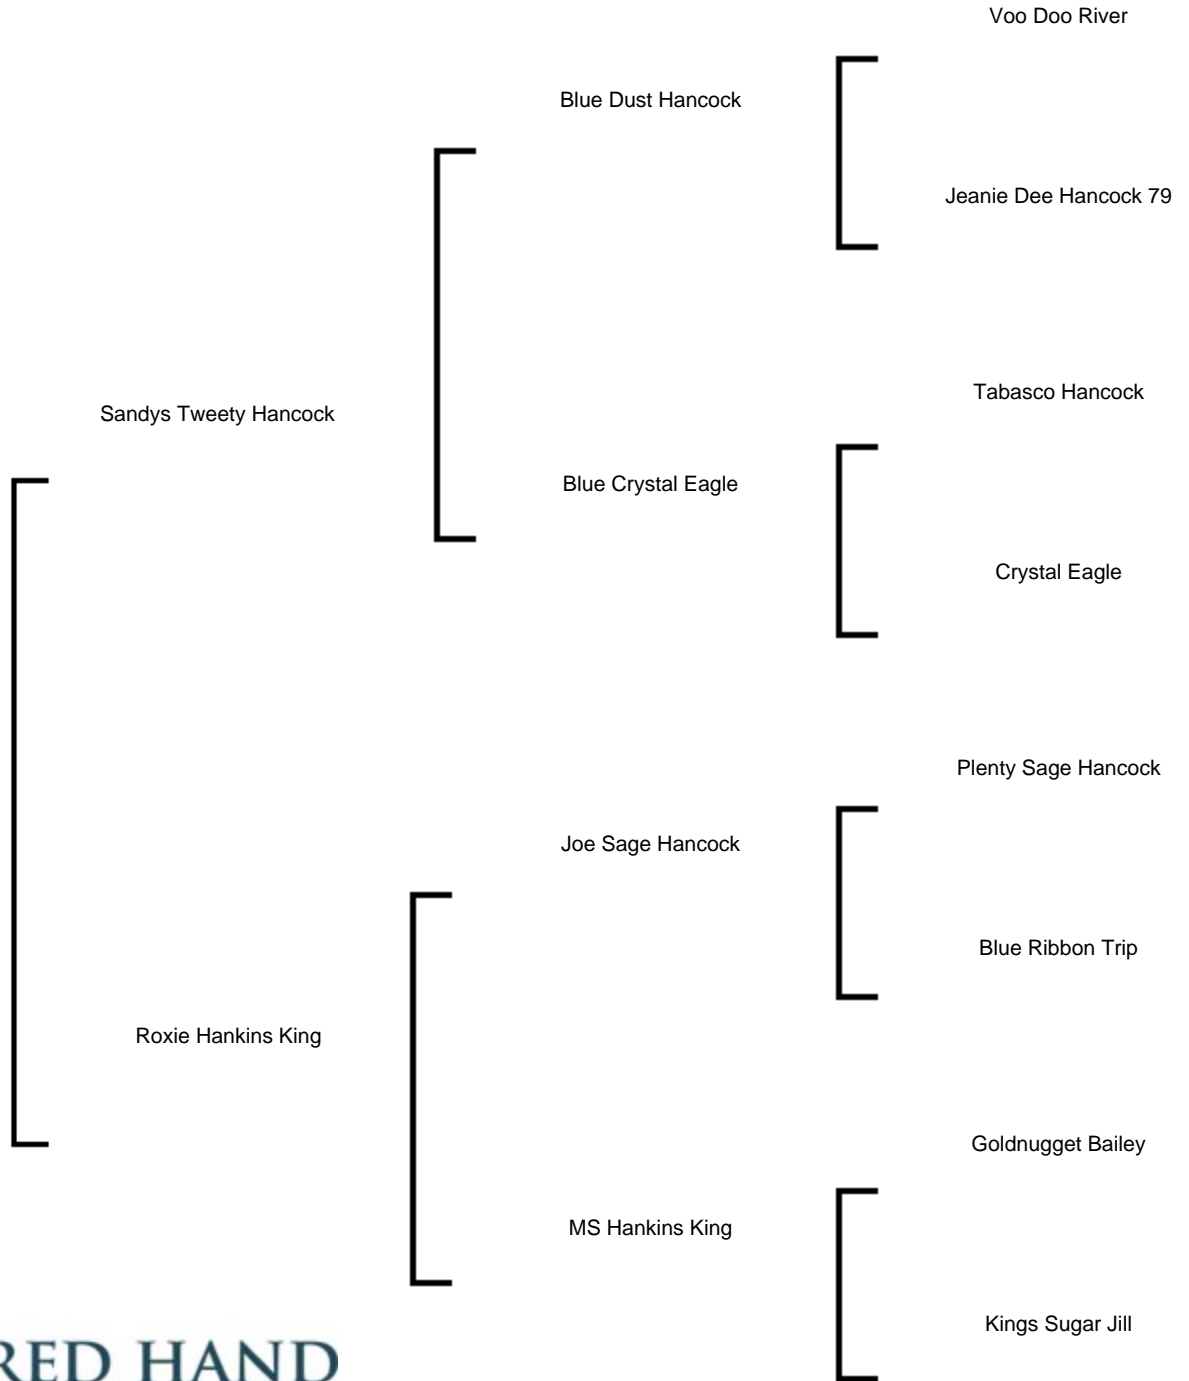 Voo Doo River
Blue Dust Hancock
Jeanie Dee Hancock 79
Tabasco Hancock
Sandys Tweety Hancock
Blue Crystal Eagle
Crystal Eagle
Plenty Sage Hancock
Joe Sage Hancock
Blue Ribbon Trip
Roxie Hankins King
Goldnugget Bailey
MS Hankins King
Kings Sugar Jill
RED HAND